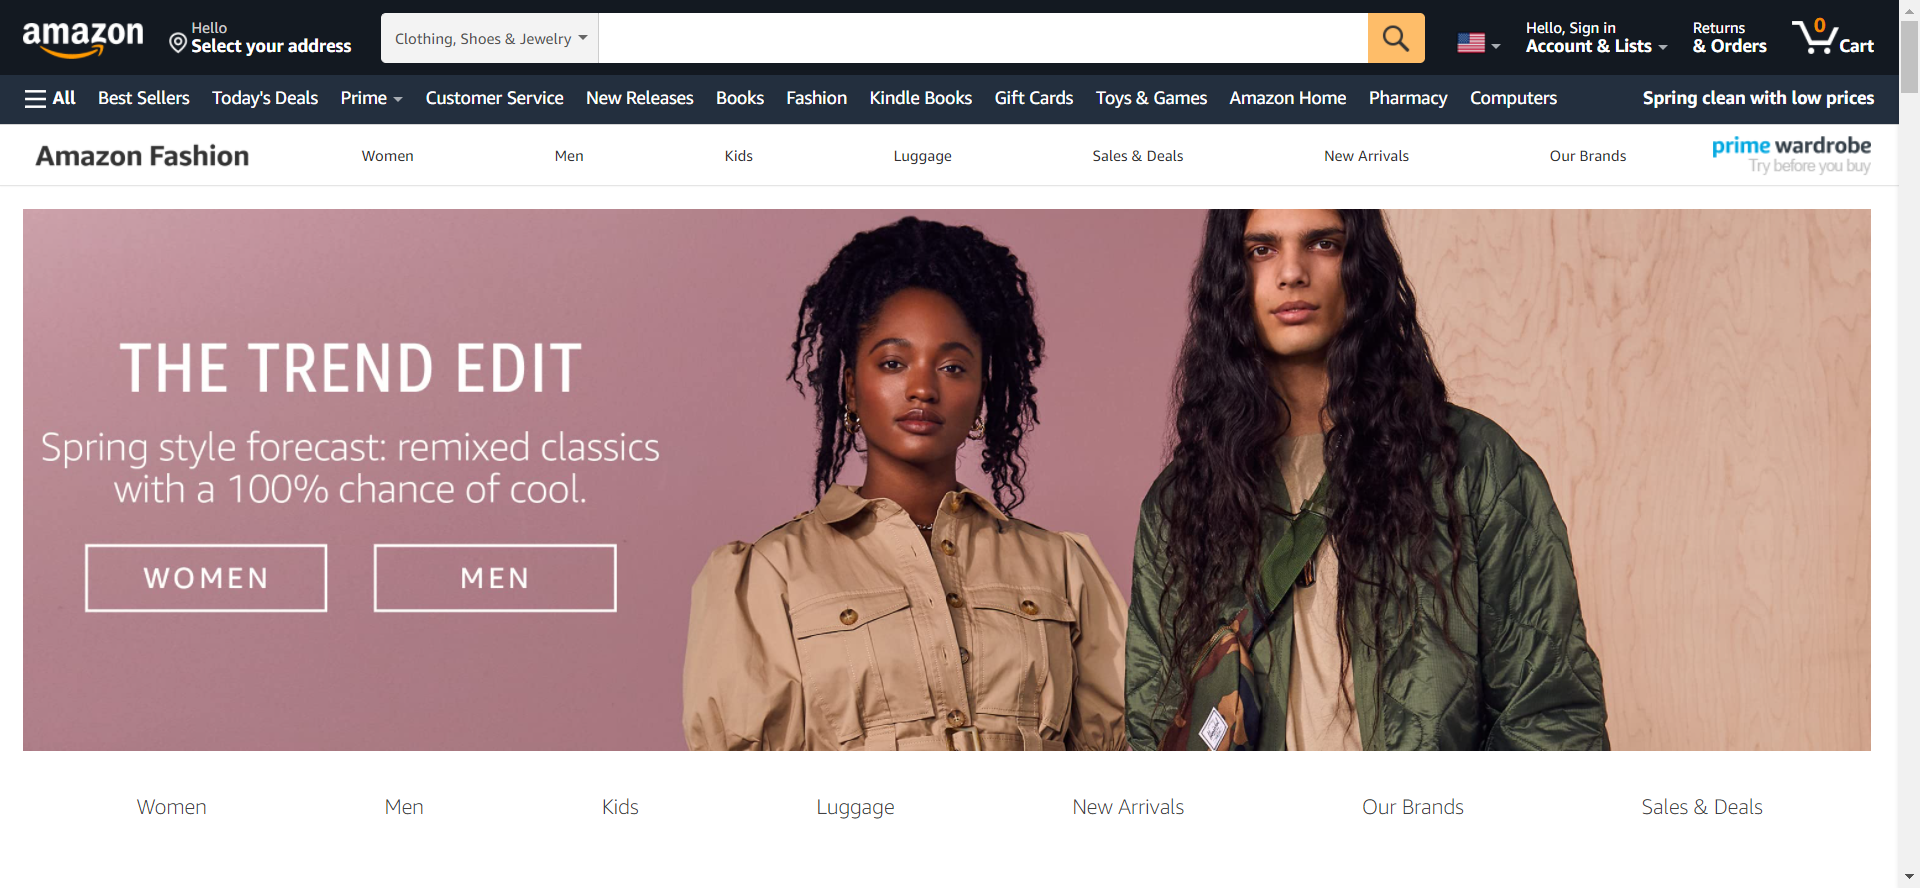 amazon
Hello
Select your address
Clothing, Shoes & Jewelry
Hello, Sign in
Account & Lists
Returns
& Orders
0
Cart
All
Best Sellers
Today's Deals
Prime
Customer Service
New Releases
Books
Fashion
Kindle Books
Gift Cards
Toys & Games
Amazon Home
Pharmacy
Computers
Spring clean with low prices
Amazon Fashion
Women
Men
Kids
Luggage
Sales & Deals
New Arrivals
Our Brands
prime wardrobe
Try before you buy
THE TREND EDIT
Spring style forecast: remixed classics
with a 100% chance of cool.
WOMEN
MEN
Women
Men
Kids
Luggage
New Arrivals
Our Brands
Sales & Deals